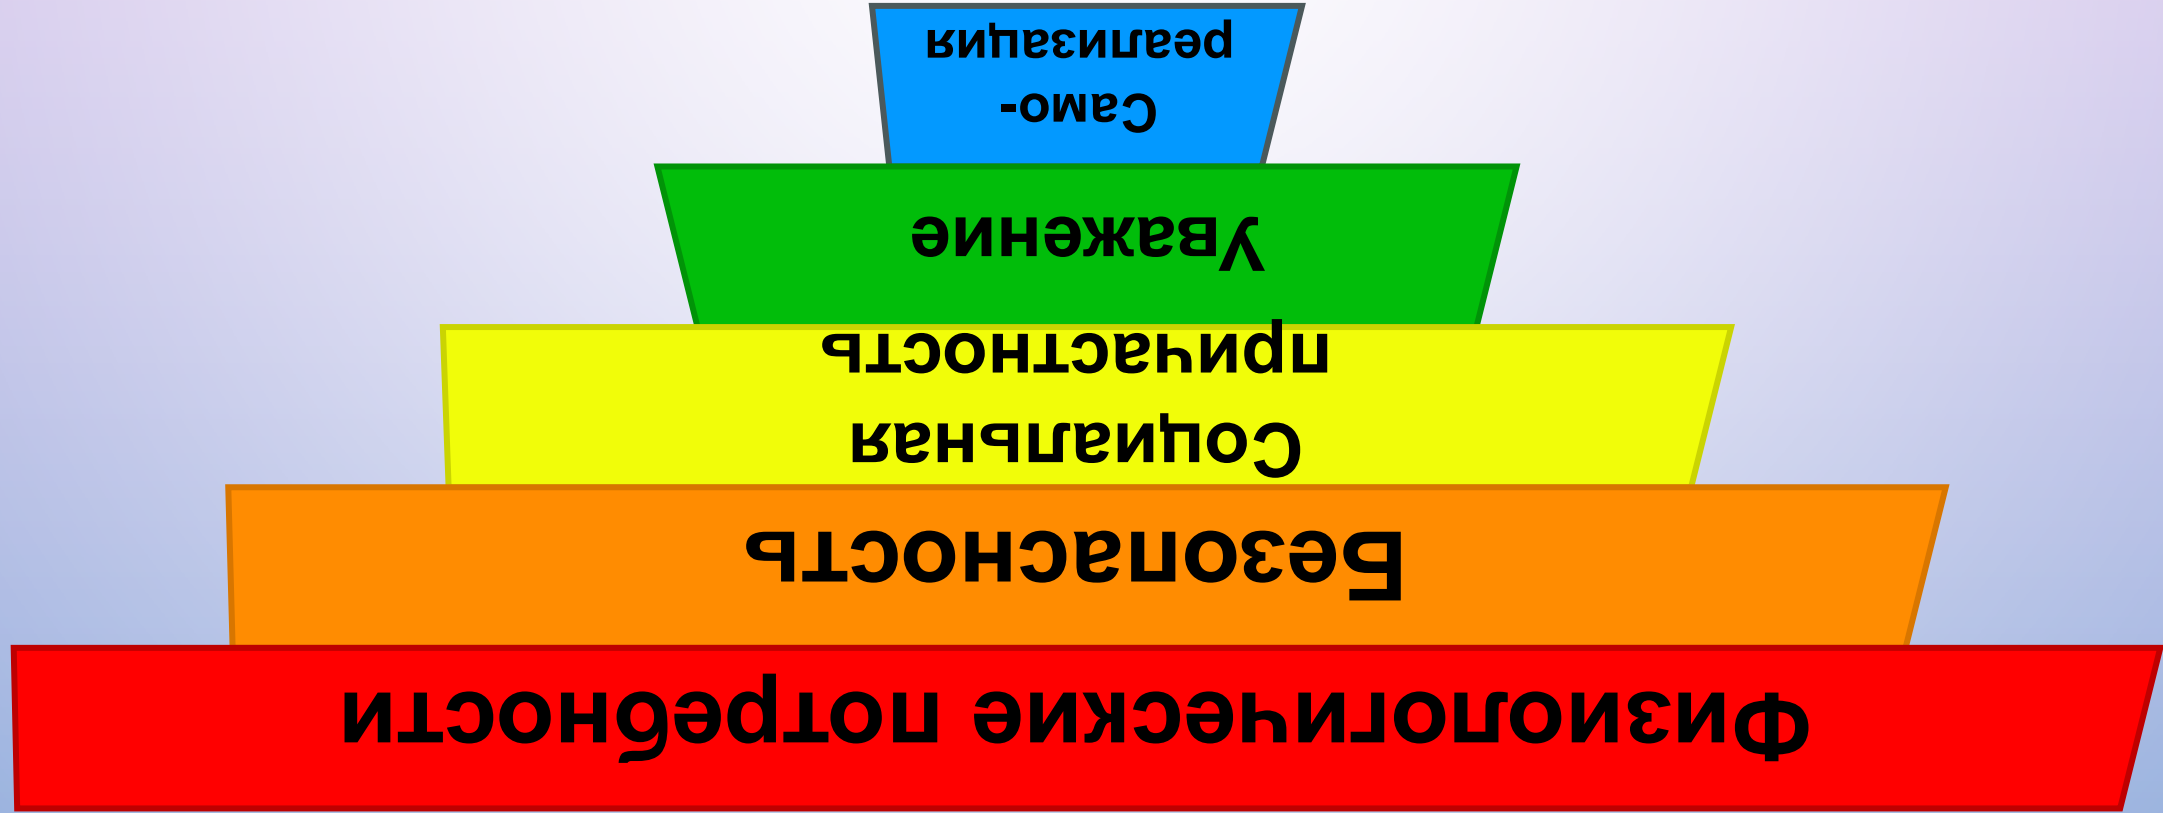 Физиологические потребности
Безопасность
Социальная
причастность
Уважение
Само-
реализация